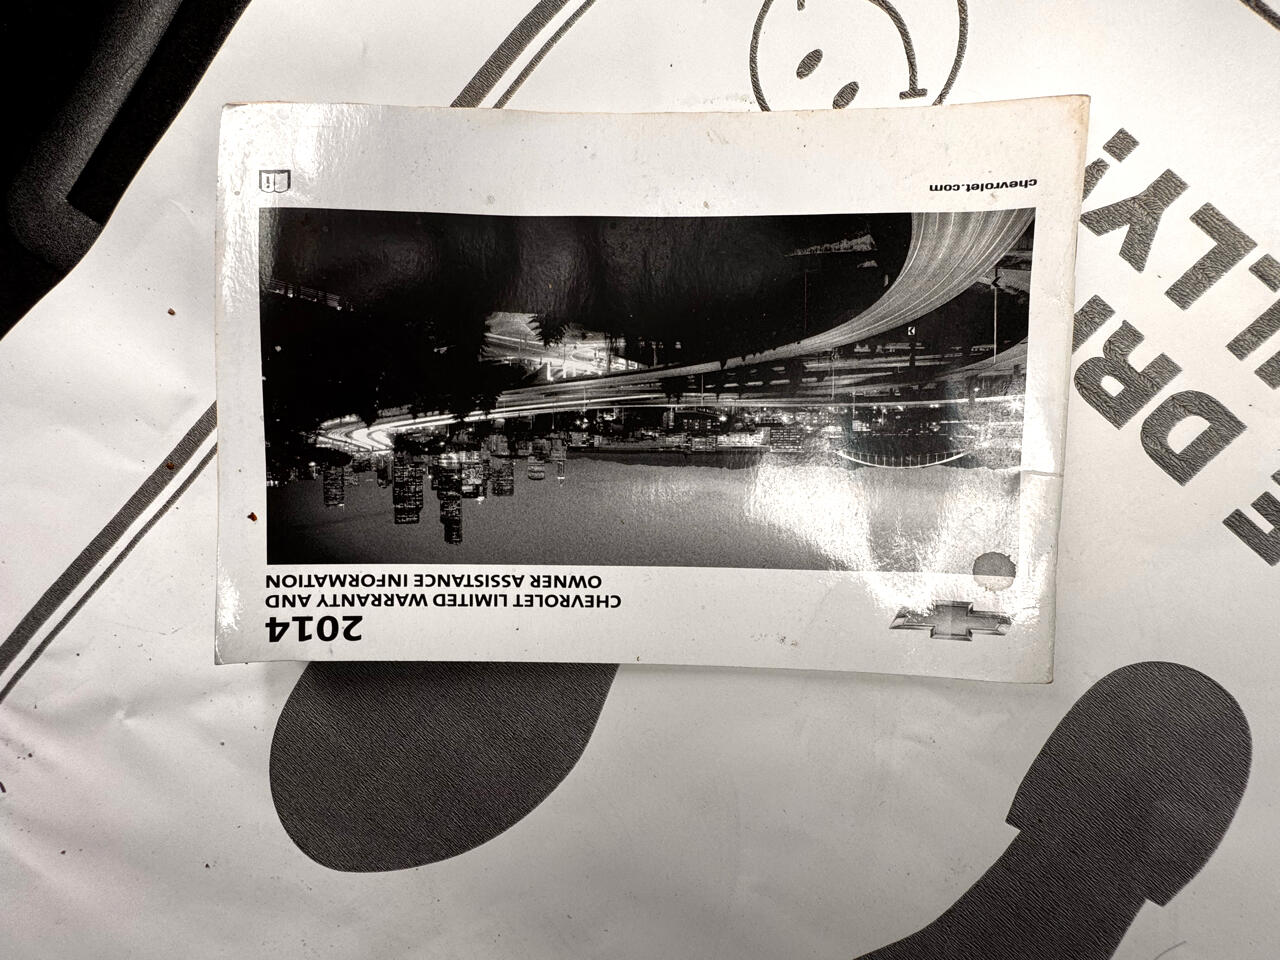 2014
CHEVROLET LIMITED WARRANTY AND
OWNER ASSISTANCE INFORMATION
chevrolet.com
i